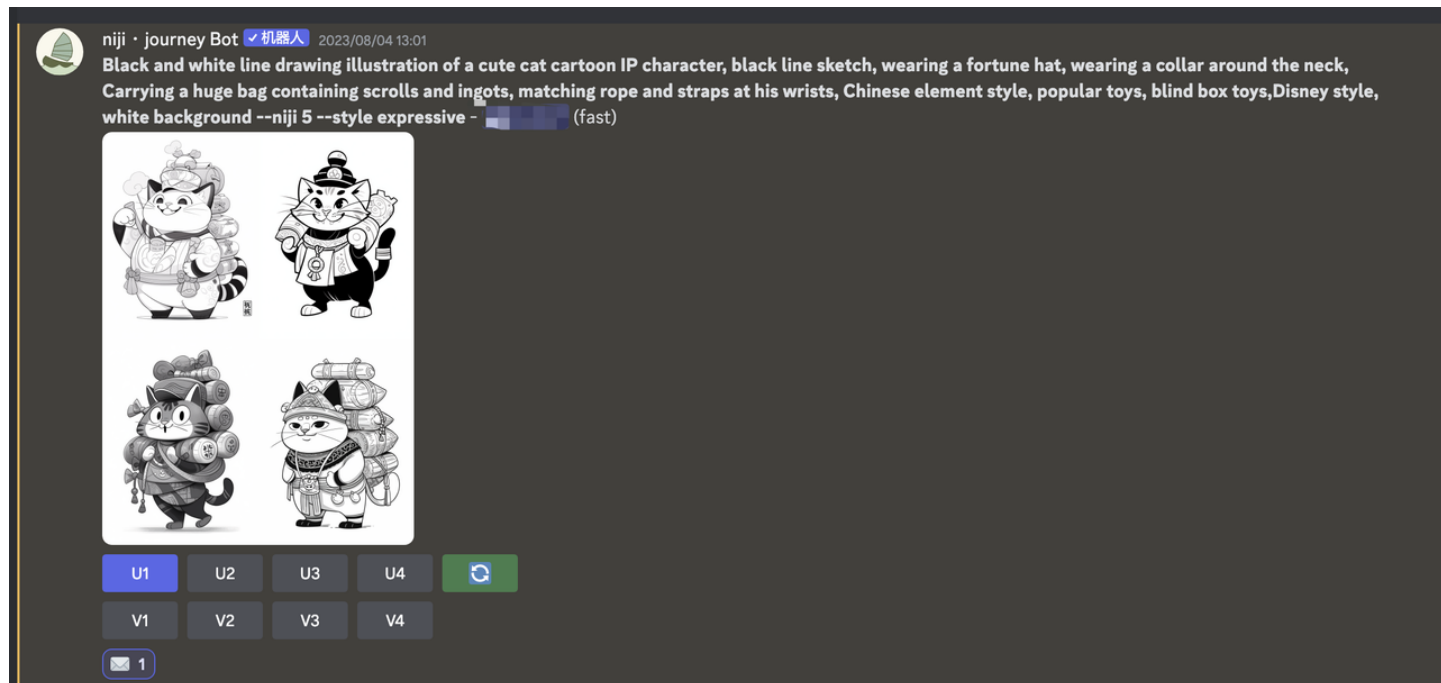 niji · journey Bot ✓机器人 2023/08/04 13:01
Black and white line drawing illustration of a cute cat cartoon IP character, black line sketch, wearing a fortune hat, wearing a collar around the neck,
Carrying a huge bag containing scrolls and ingots, matching rope and straps at his wrists, Chinese element style, popular toys, blind box toys,Disney style,
white background --niji 5 --style expressive - (fast)
U1 U2 U3 U4
V1 V2 V3 V4
1